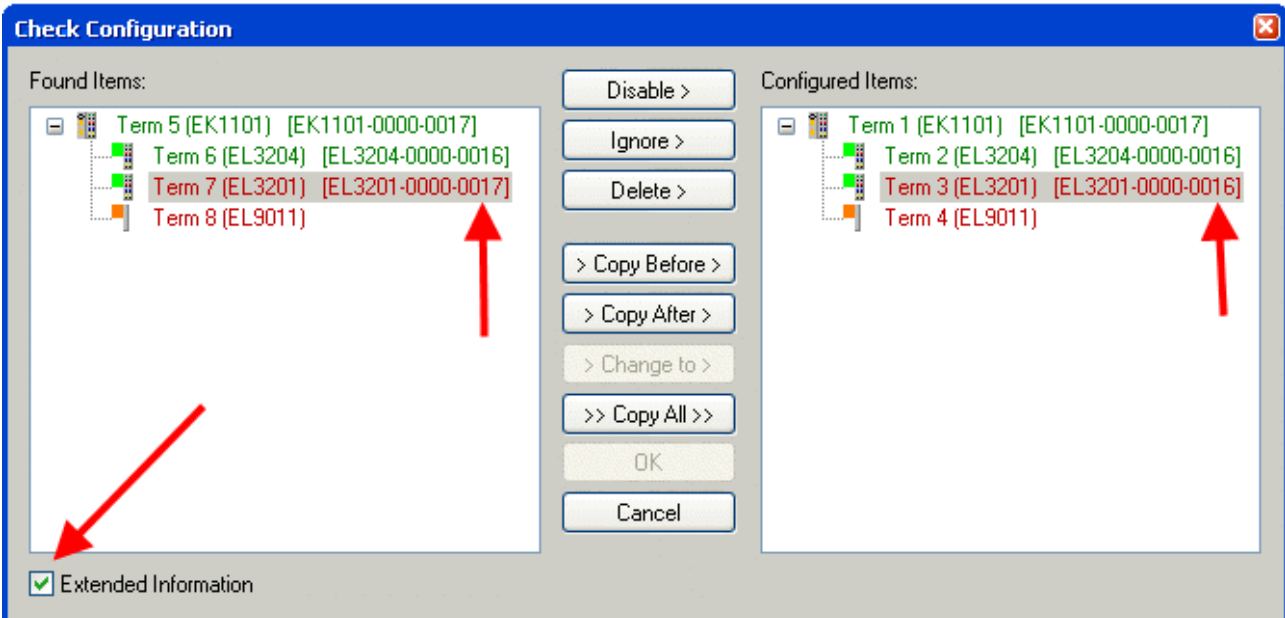 Check Configuration
Found Items:
Term 5 (EK1101) [EK1101-0000-0017]
Term 6 (EL3204) [EL3204-0000-0016]
Term 7 (EL3201) [EL3201-0000-0017]
Term 8 (EL9011)
Disable >
Ignore >
Delete >
> Copy Before >
> Copy After >
> Change to >
>> Copy All >>
OK
Cancel
Configured Items:
Term 1 (EK1101) [EK1101-0000-0017]
Term 2 (EL3204) [EL3204-0000-0016]
Term 3 (EL3201) [EL3201-0000-0016]
Term 4 (EL9011)
Extended Information